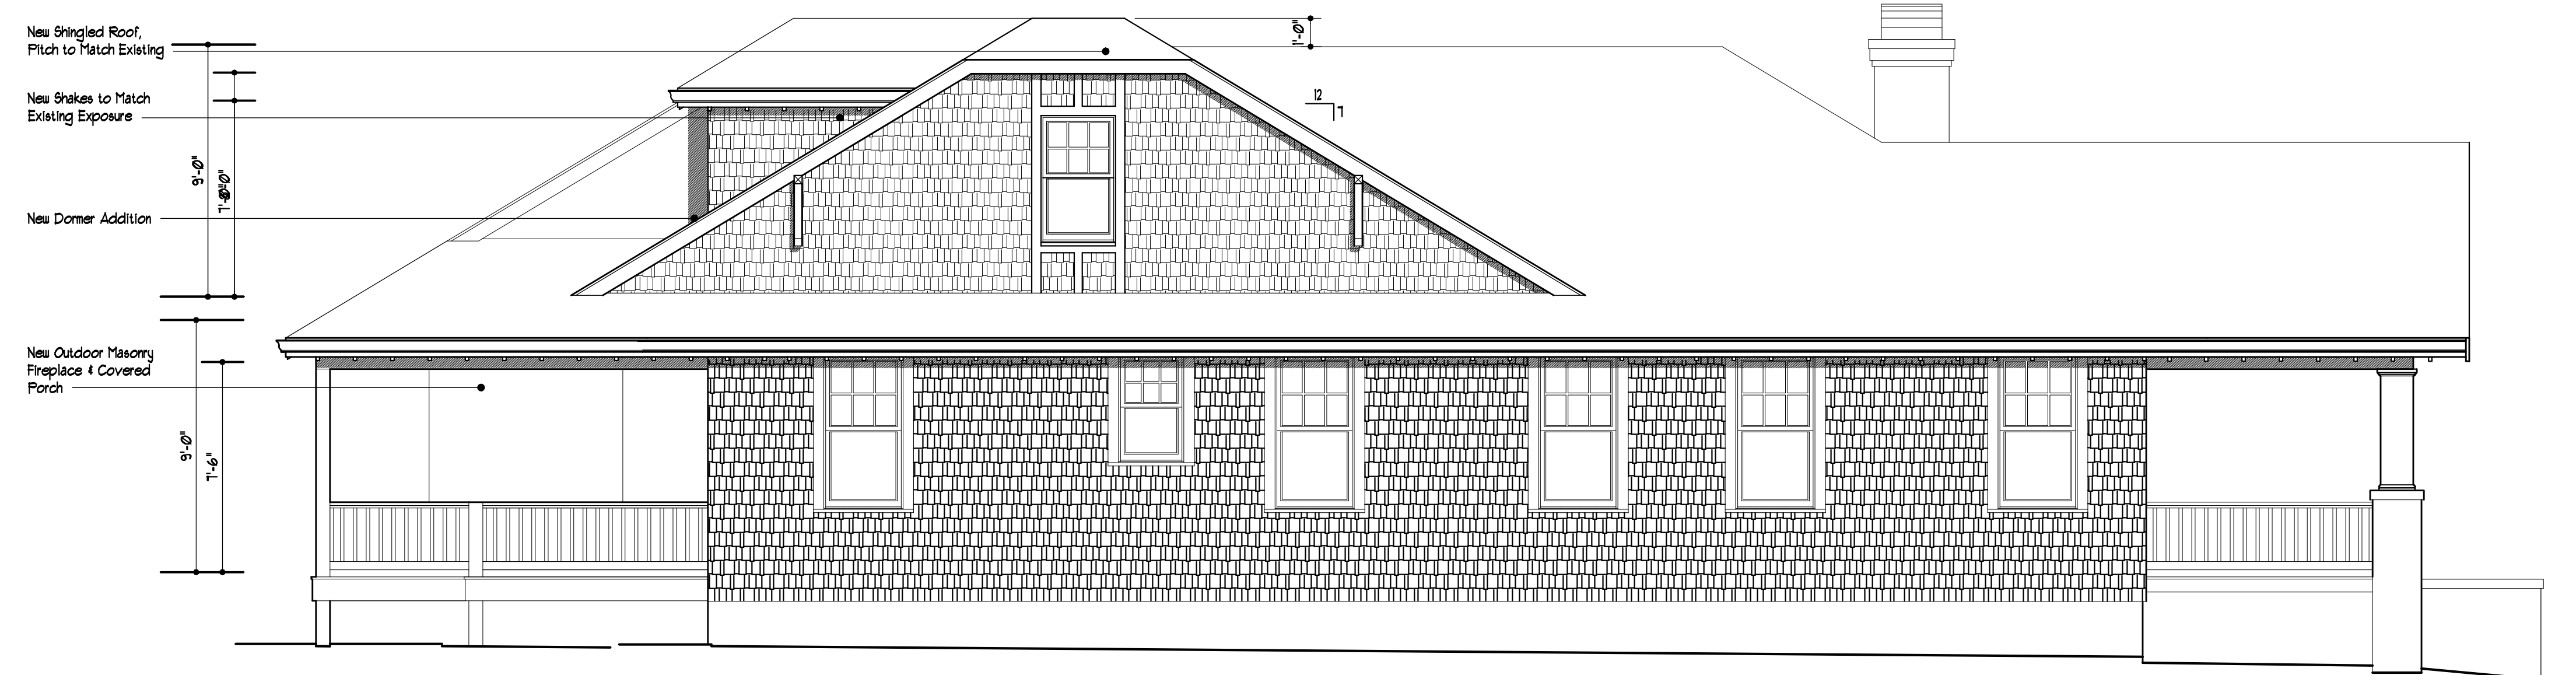 New Shingled Roof,
Pitch to Match Existing
1'-0"
New Shakes to Match
Existing Exposure
12
7
9'-0"
New Dormer Addition
New Outdoor Masonry
Fireplace & Covered
Porch
9'-0"
7'-6"